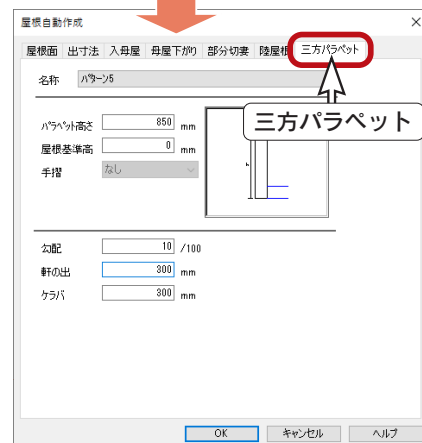 屋根自動作成
屋根面 出寸法 入母屋 母屋下がり 部分切妻 陸屋根 三方パラペット
名称 パターン5
三方パラペット
パラペット高さ 850 mm
屋根基準高 0 mm
手摺 なし
勾配 10 /100
軒の出 300 mm
ケラバ 300 mm
OK キャンセル ヘルプ